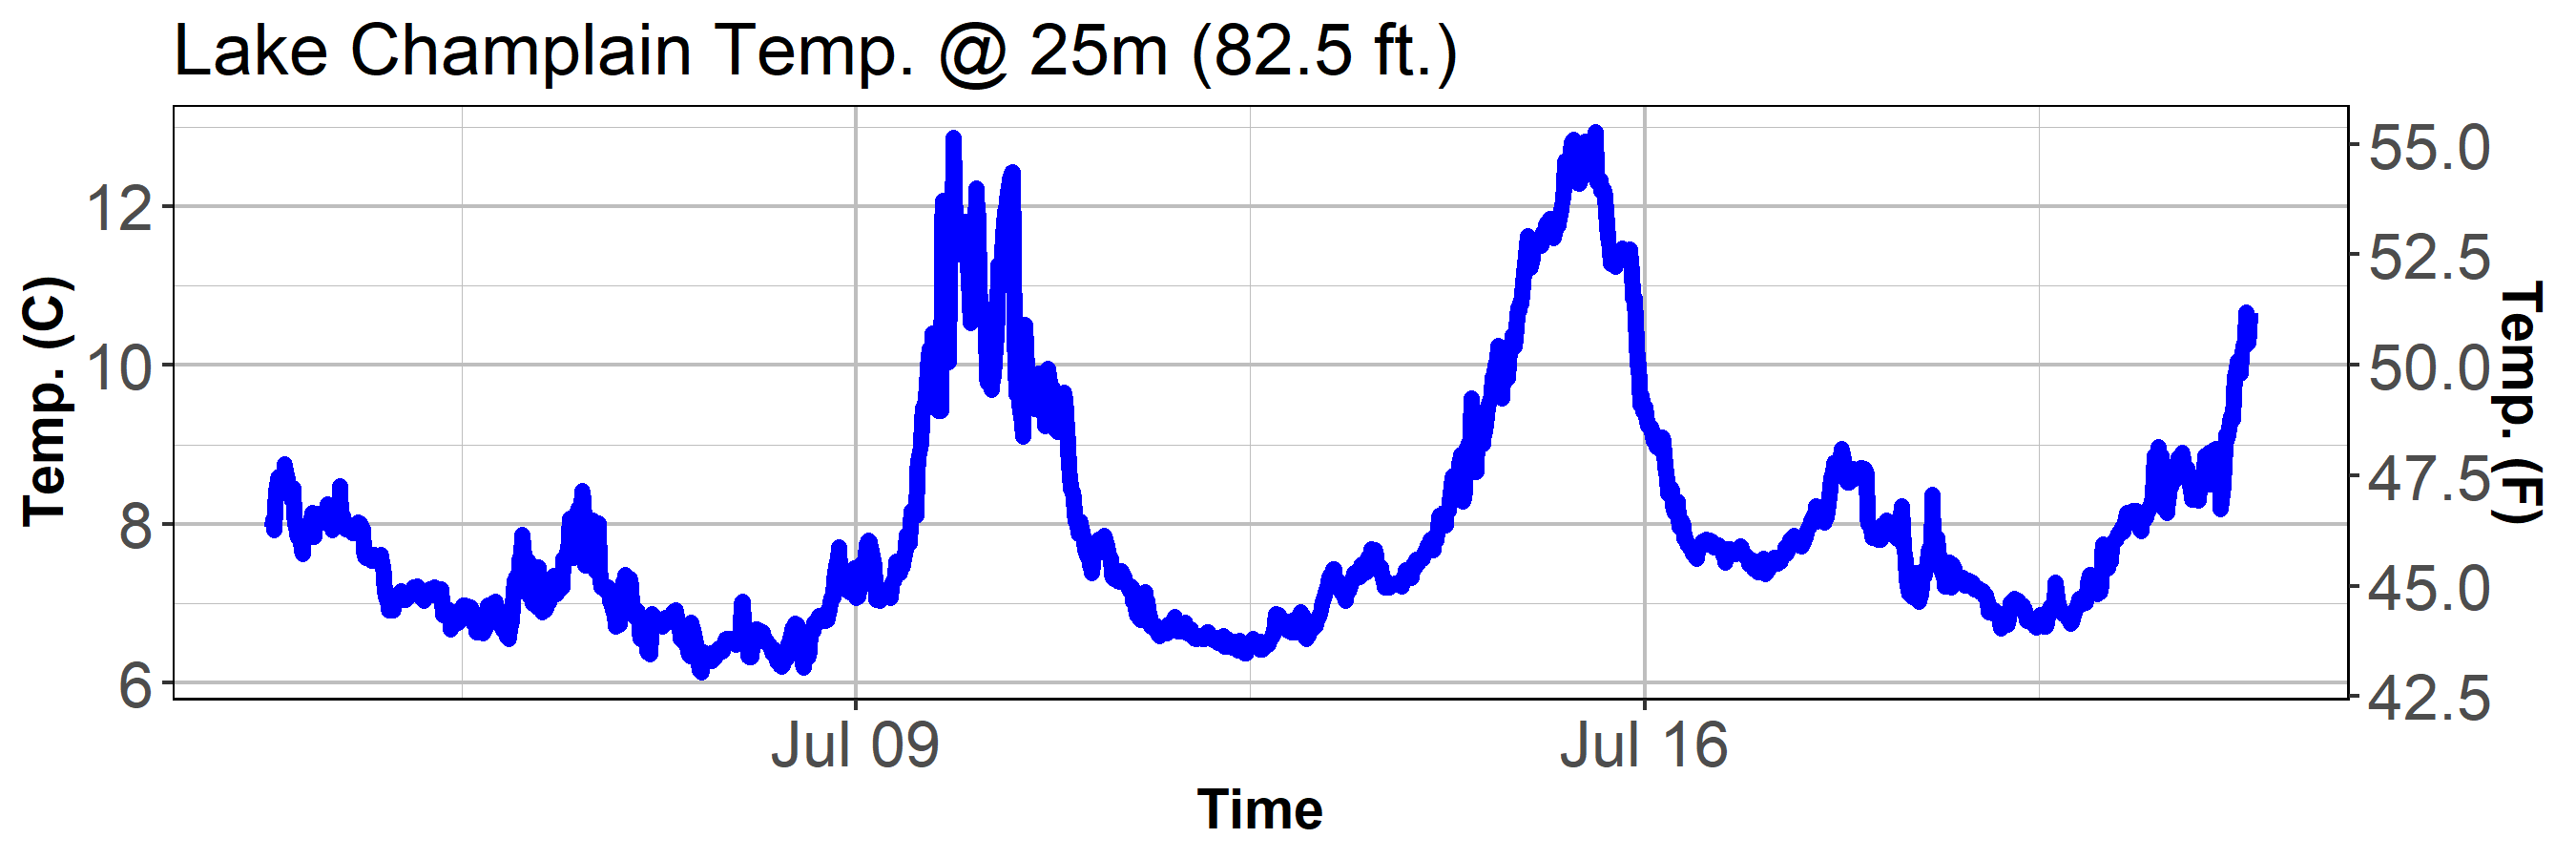 Lake Champlain Temp. @ 25m (82.5 ft.)
Temp. (C)
12
10
8
6
55.0
52.5
50.0
47.5
45.0
42.5
Temp. (F)
Jul 09
Jul 16
Time